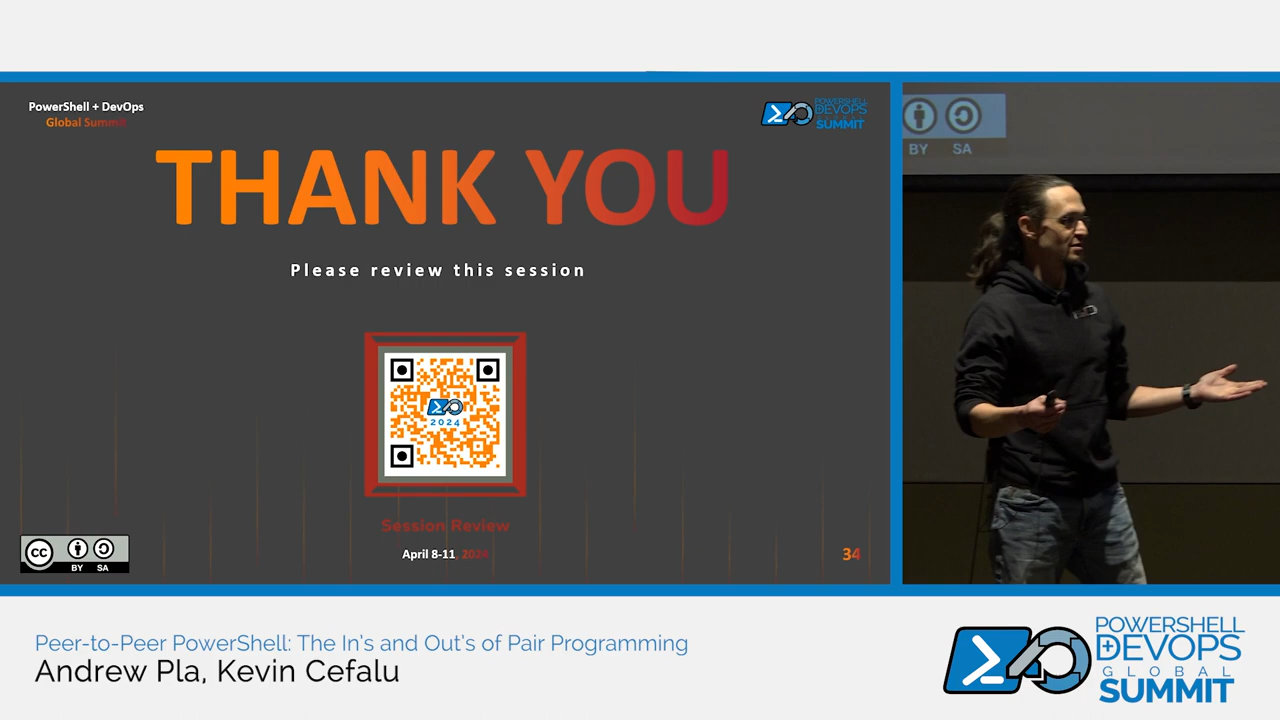 PowerShell + DevOps
Global Summit
POWERSHELL
DEVOPS
SUMMIT
THANK YOU
Please review this session
2024
Session Review
April 8-11, 2024
34
cc
BY SA
BY SA
Peer-to-Peer PowerShell: The In's and Out's of Pair Programming
Andrew Pla, Kevin Cefalu
POWERSHELL
DEVOPS
GLOBAL
SUMMIT